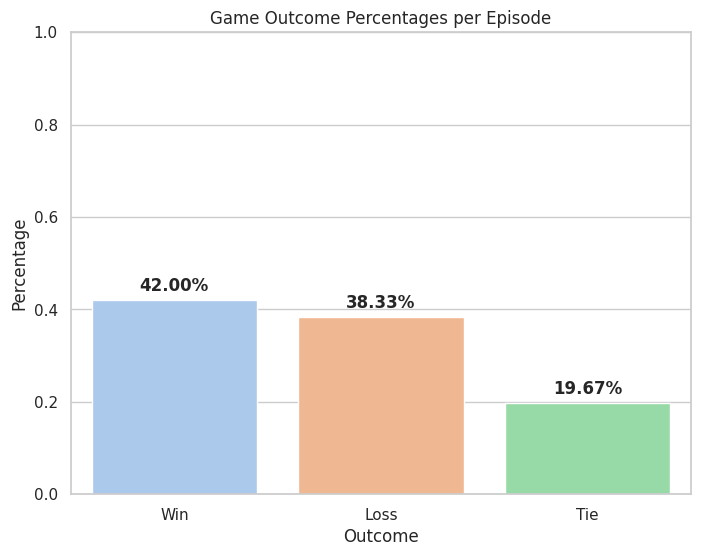 Game Outcome Percentages per Episode
1.0
0.8
0.6
0.4
0.2
0.0
Percentage
42.00%
38.33%
19.67%
Win
Loss
Tie
Outcome